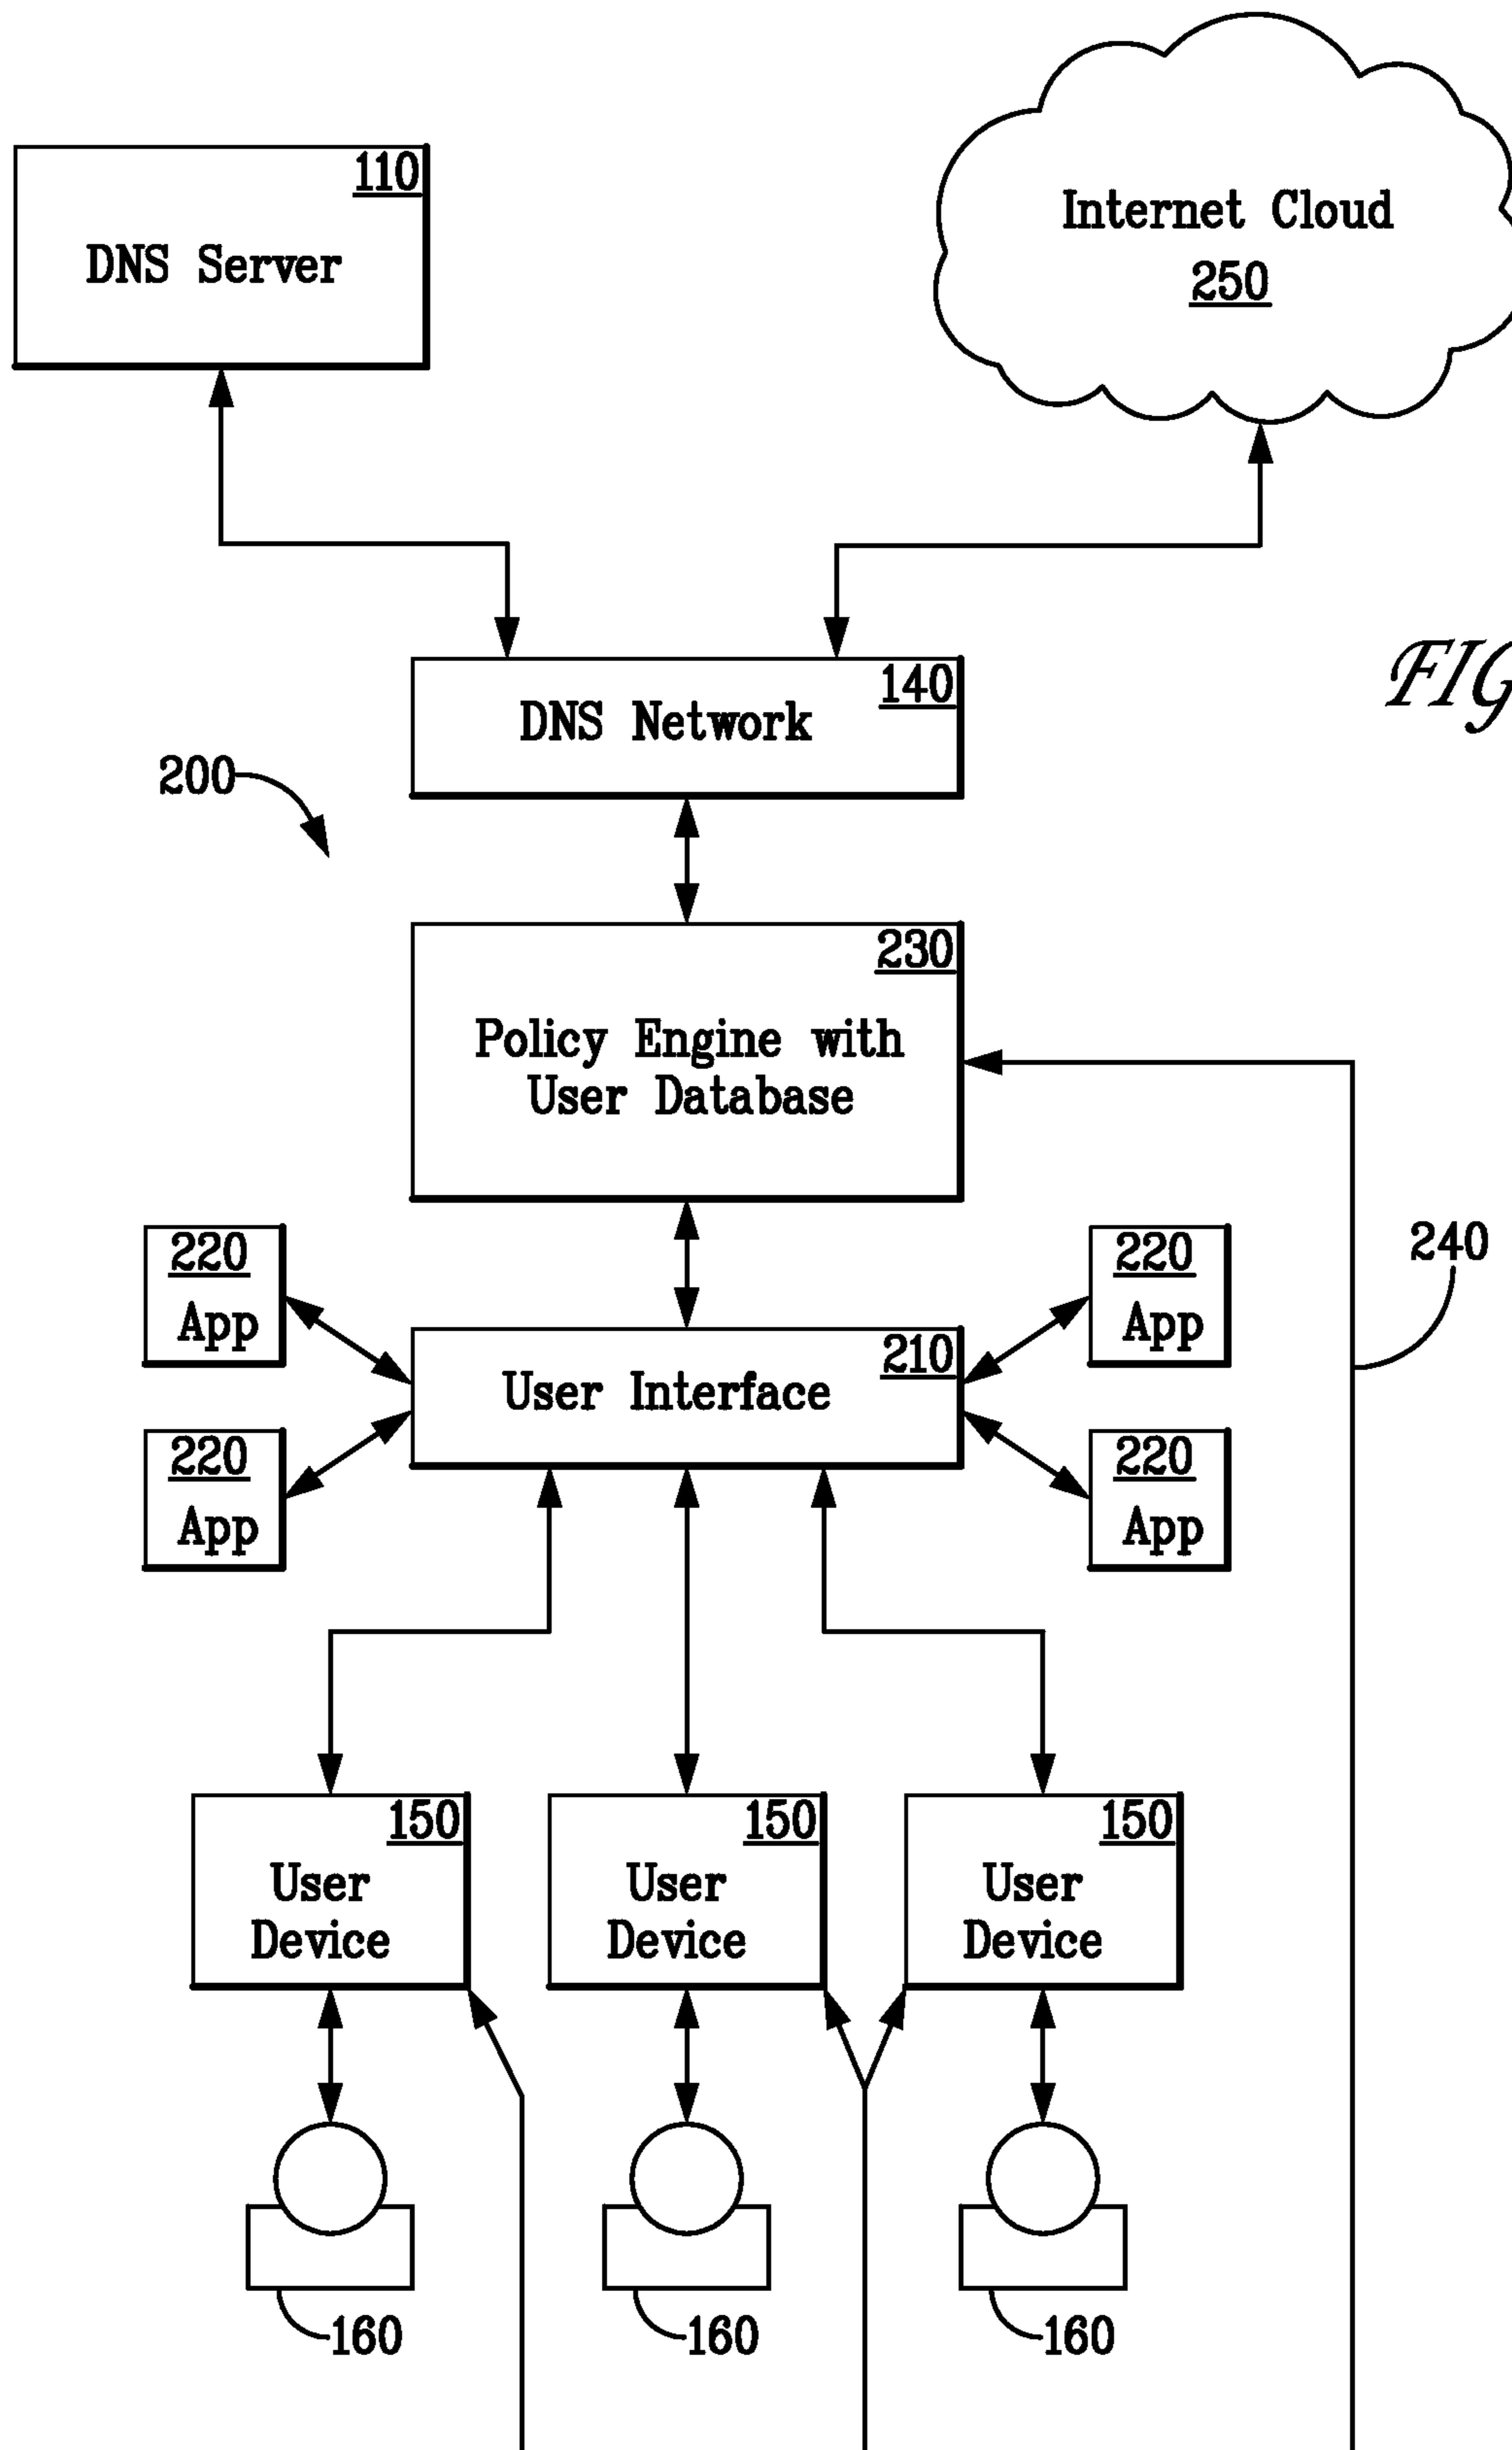 110
DNS Server
Internet Cloud
250
FIG
140
DNS Network
200
230
Policy Engine with
User Database
220
App
220
App
240
210
User Interface
220
App
220
App
150
User
Device
150
User
Device
150
User
Device
160
160
160